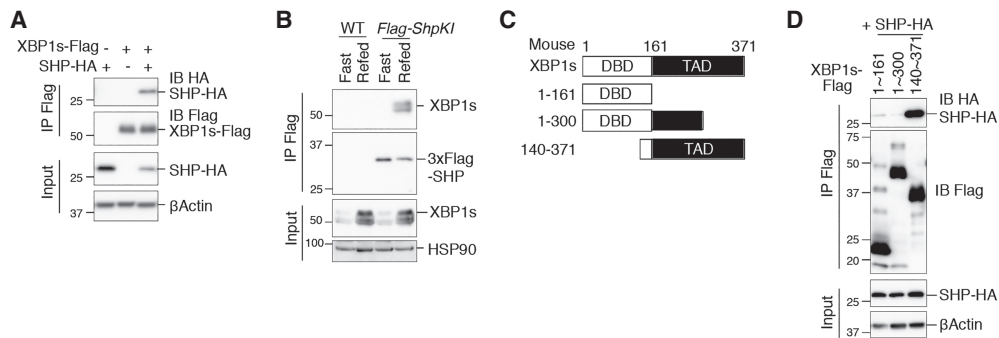 A
XBP1s-Flag - + +
SHP-HA + - +
IP Flag
25
IB HA
SHP-HA
50
IB Flag
XBP1s-Flag
Input
25
SHP-HA
37
βActin
B
WT Flag-ShpKI
Fast Refed Fast Refed
IP Flag
50
XBP1s
37
3xFlag
-SHP
25
Input
50
XBP1s
100
HSP90
C
Mouse 1 161 371
XBP1s DBD TAD
1-161 DBD
1-300 DBD
140-371 TAD
D
+ SHP-HA
XBP1s-
Flag
1~161 1~300 140~371
IP Flag
25
IB HA
SHP-HA
75
50
37
IB Flag
25
20
Input
25
SHP-HA
37
βActin